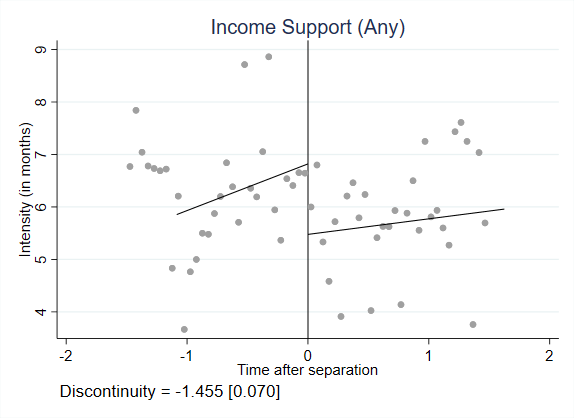 Income Support (Any)
9
8
7
6
5
4
Intensity (in months)
-2 -1 0 1 2
Time after separation
Discontinuity = -1.455 [0.070]